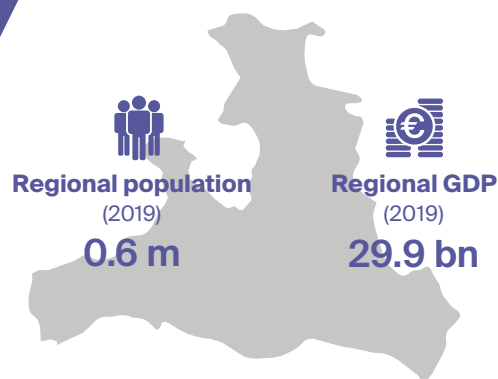 €
Regional population
(2019)
0.6 m
Regional GDP
(2019)
29.9 bn